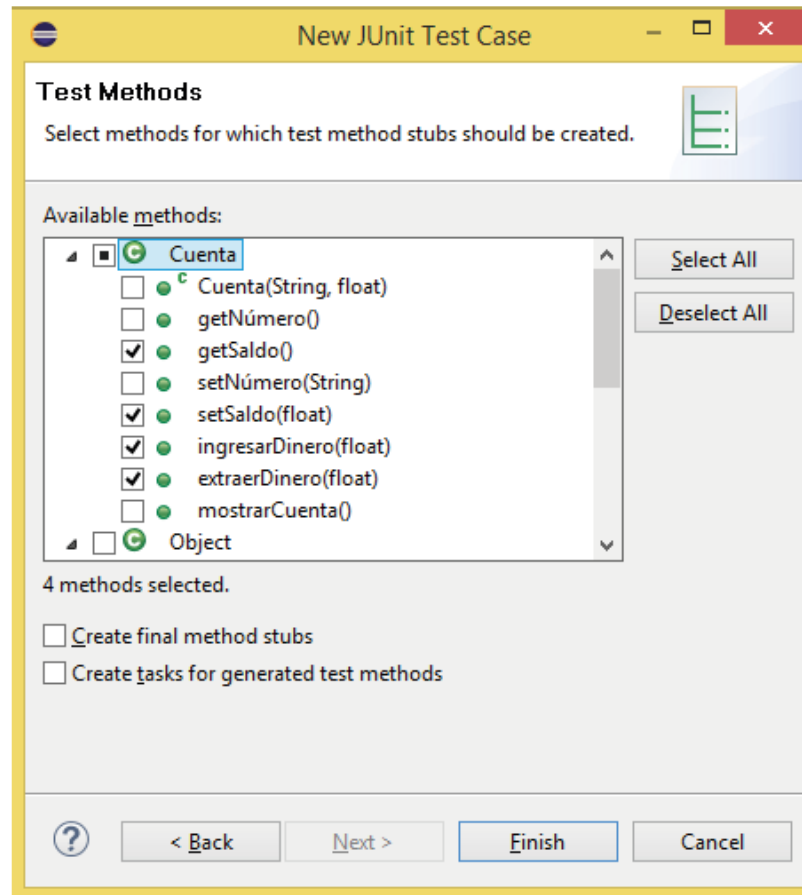 New JUnit Test Case
Test Methods
Select methods for which test method stubs should be created.
Available methods:
Cuenta
Cuenta(String, float)
getNúmero()
getSaldo()
setNúmero(String)
setSaldo(float)
ingresarDinero(float)
extraerDinero(float)
mostrarCuenta()
Object
Select All
Deselect All
4 methods selected.
Create final method stubs
Create tasks for generated test methods
< Back
Next >
Finish
Cancel